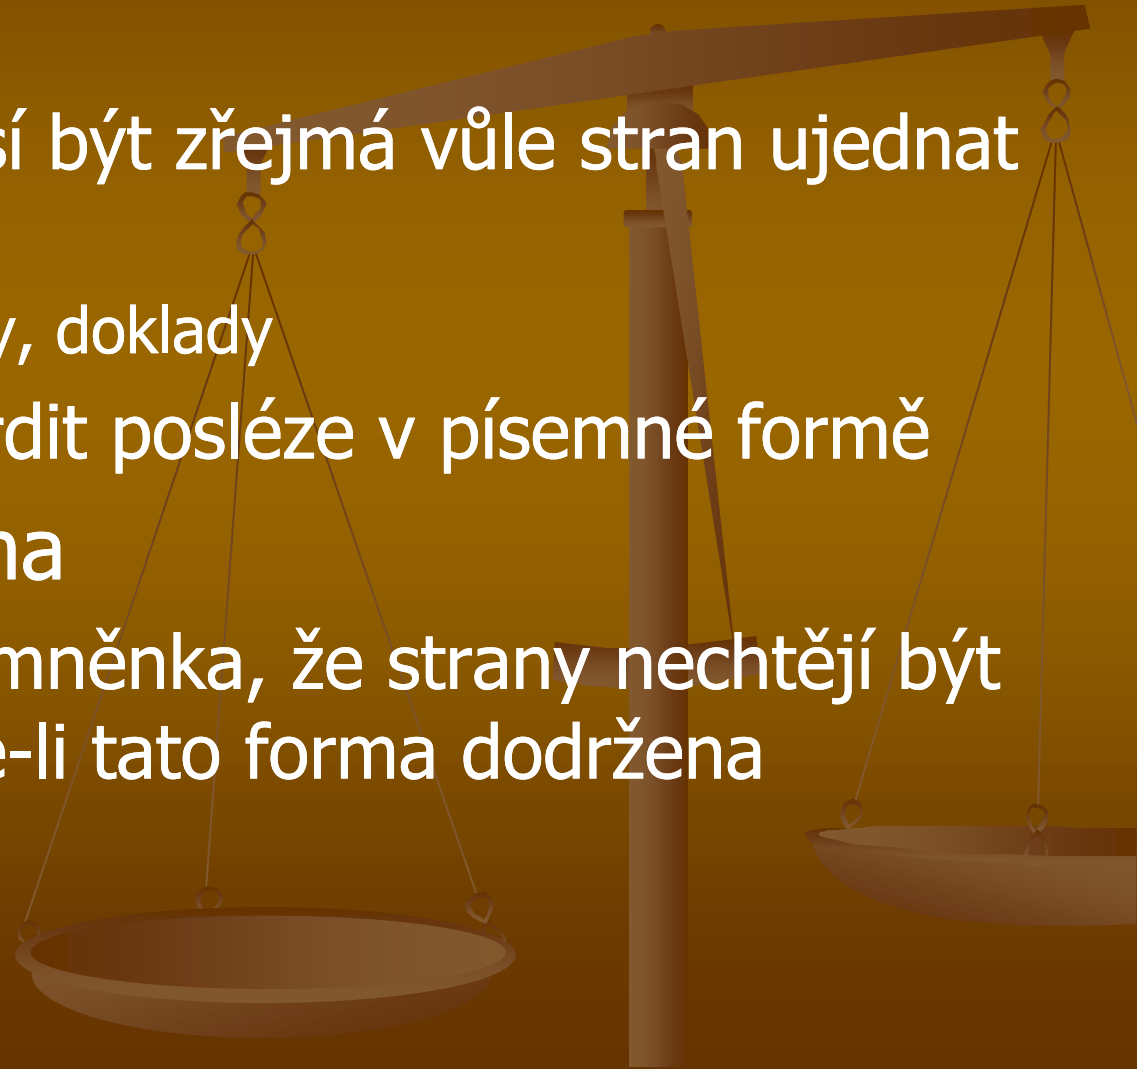 sí být zřejmá vůle stran ujednat
y, doklady
rdit posléze v písemné formě
na
mněnka, že strany nechtějí být
e-li tato forma dodržena